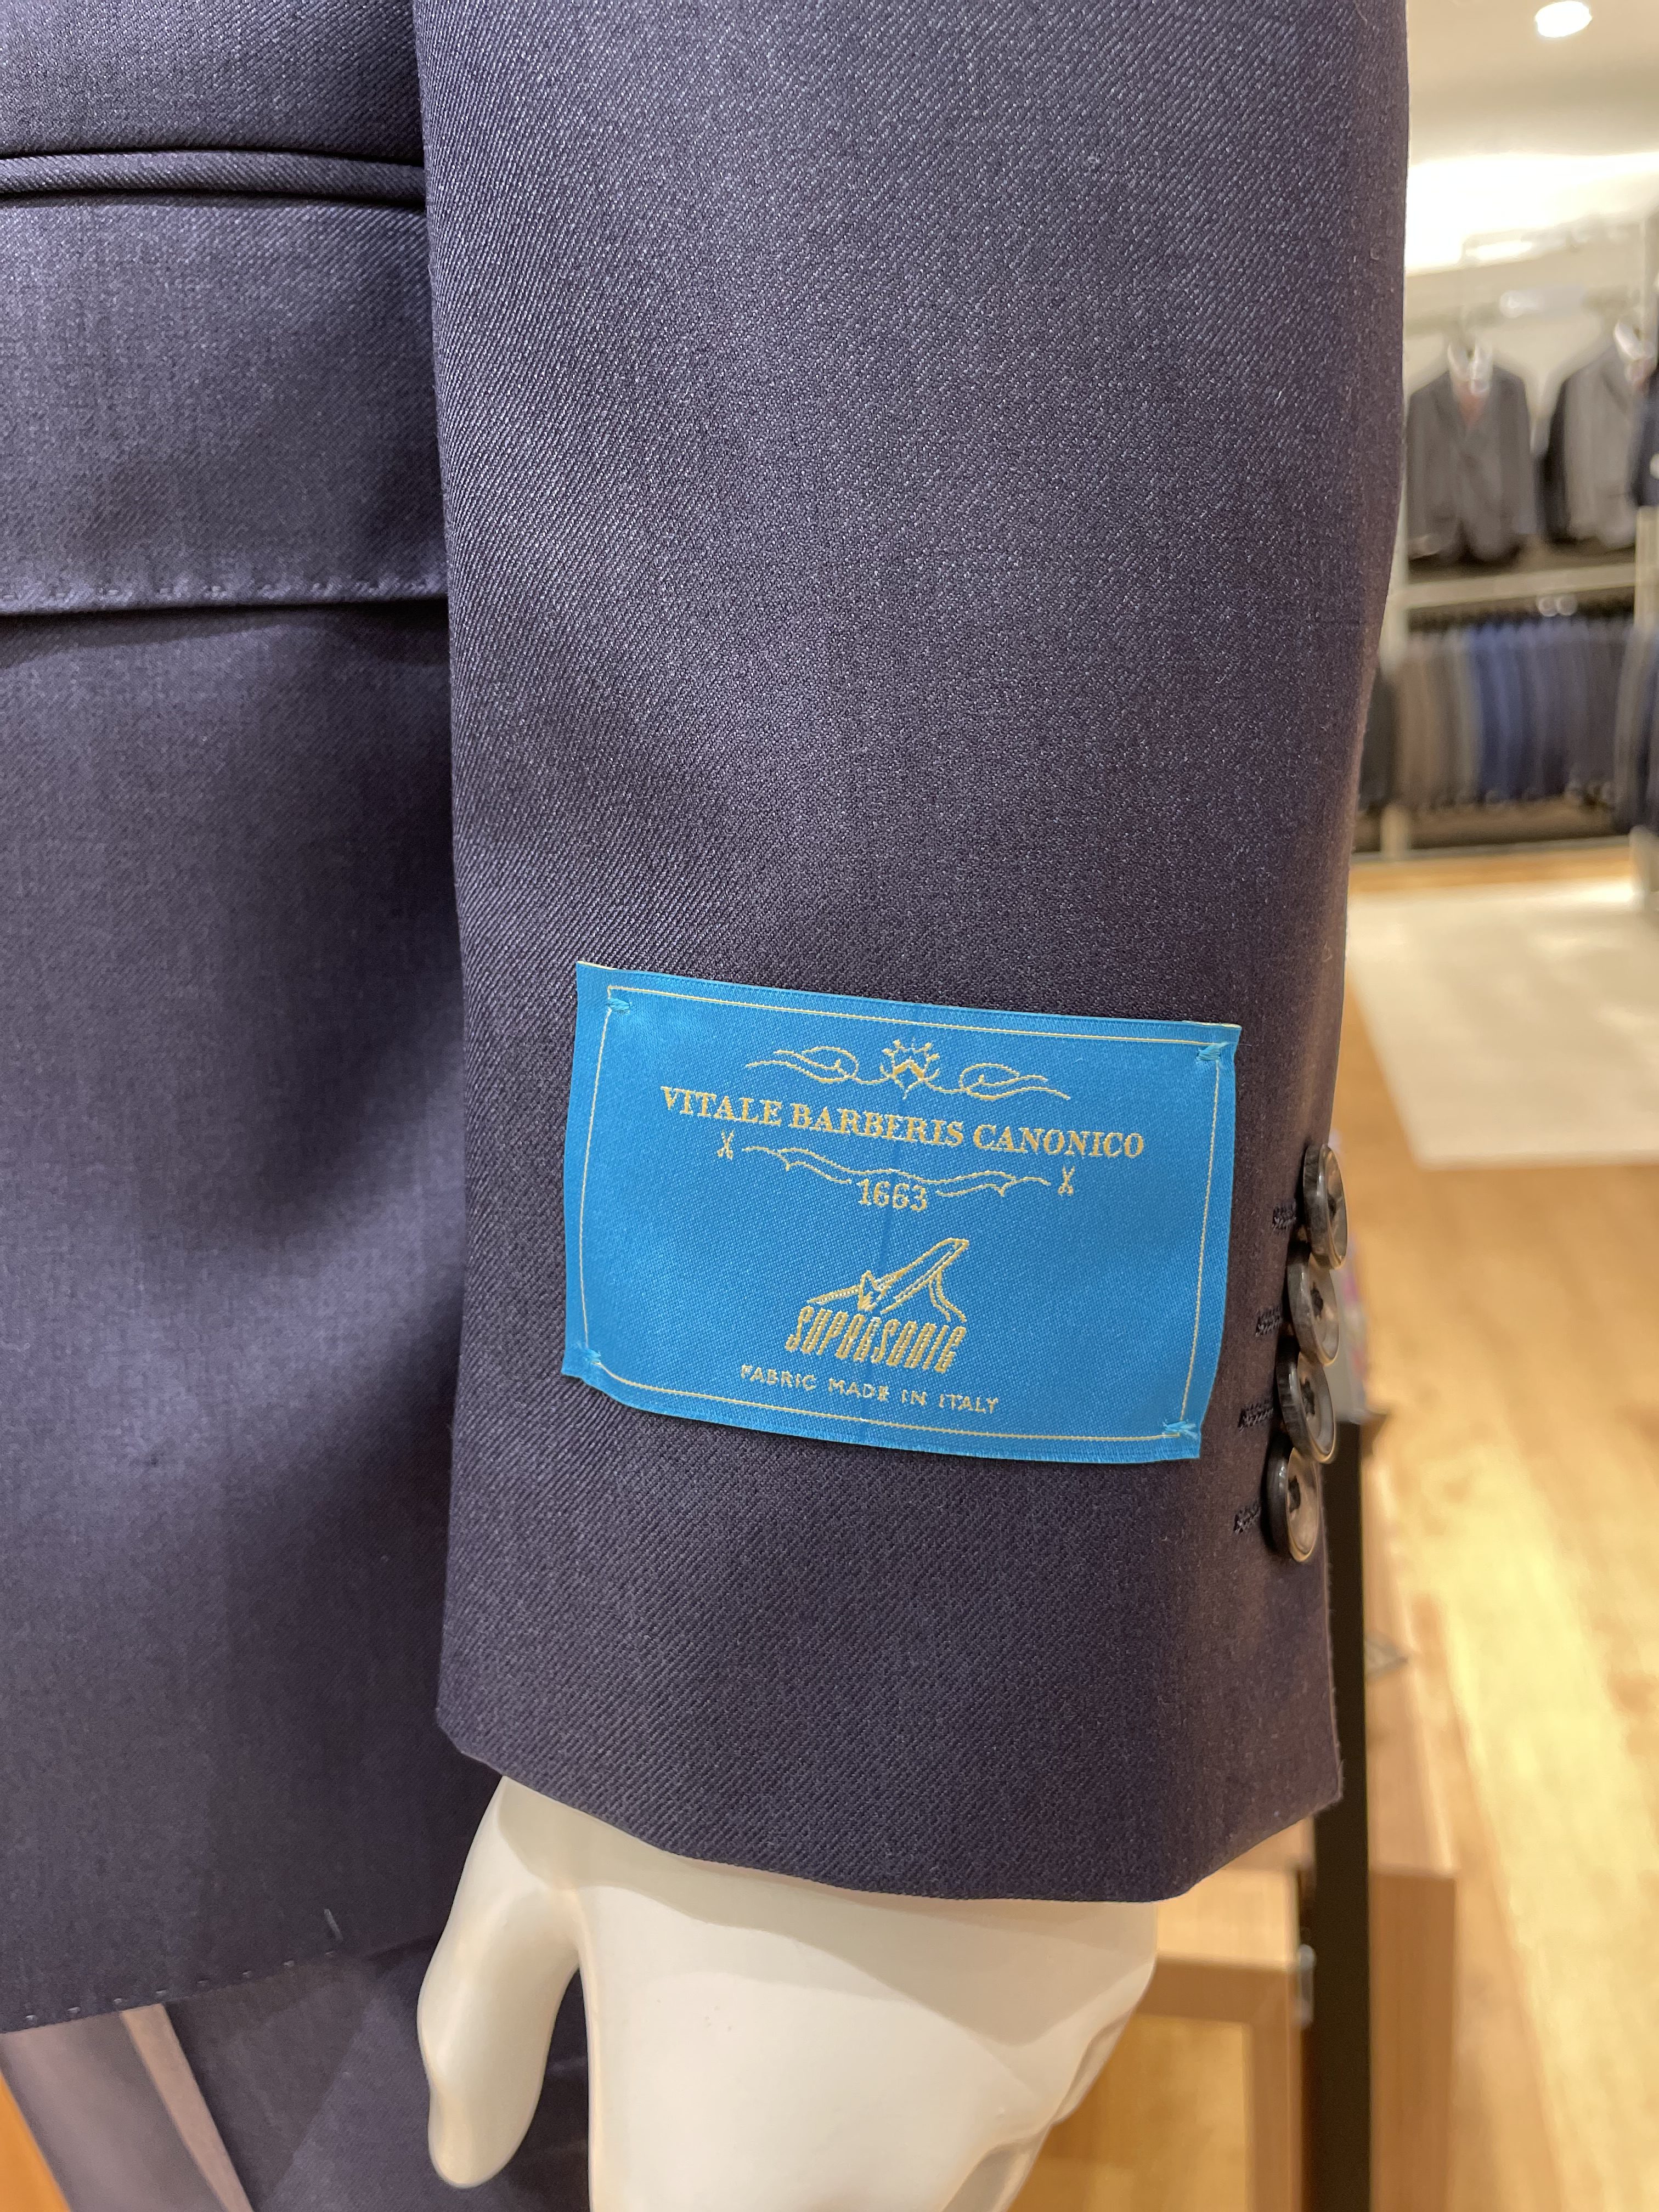 VITALE BARBERIS CANONICO
1663
SUPERSONIC
FABRIC MADE IN ITALY